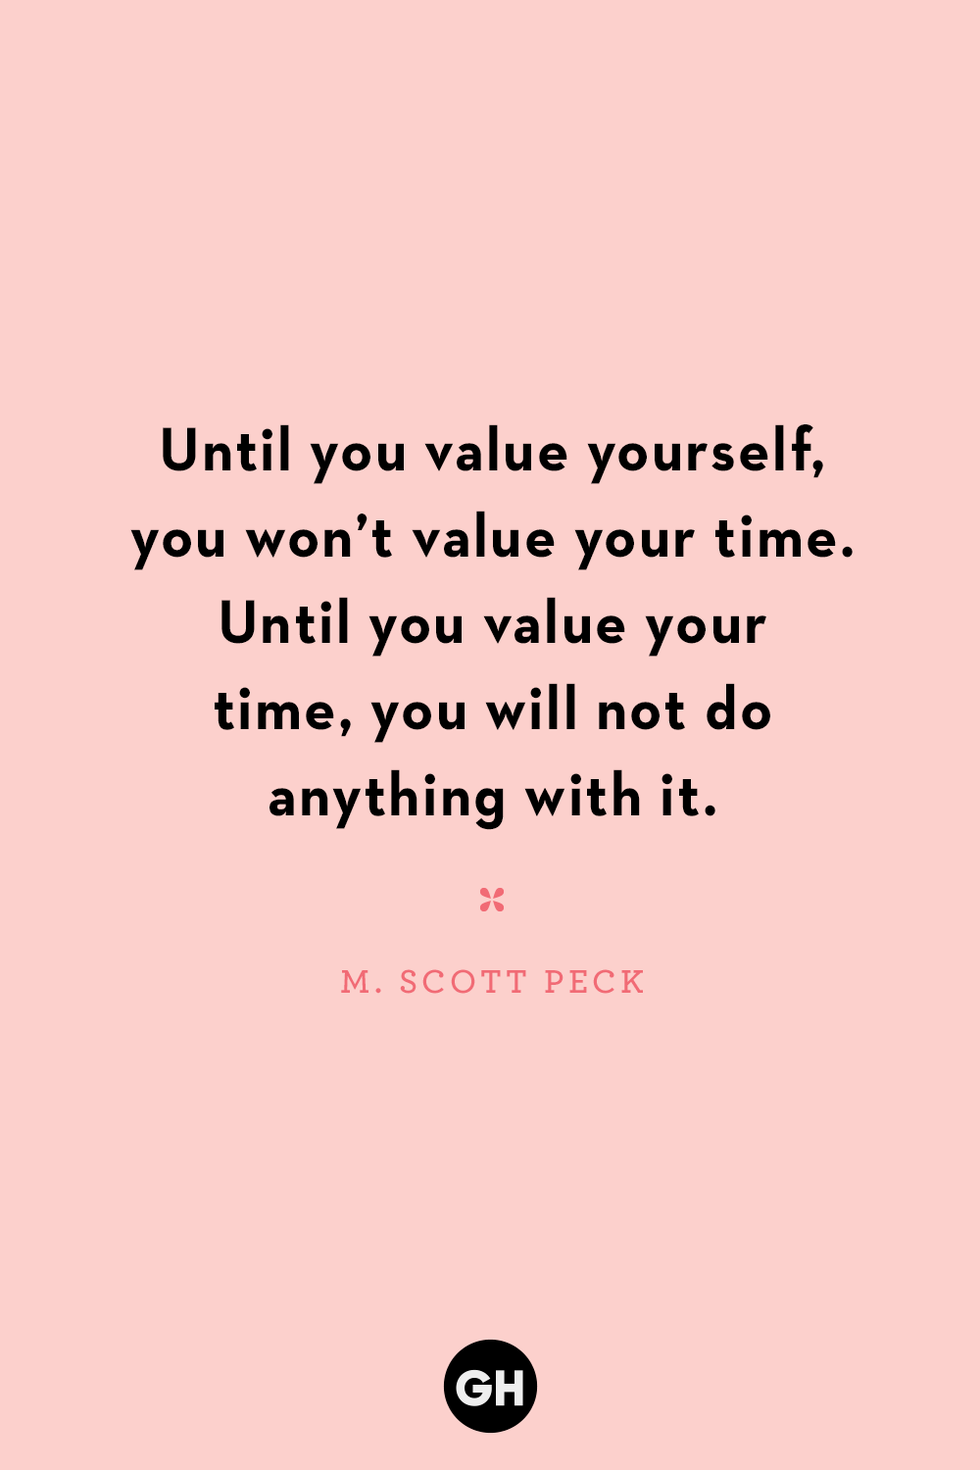 Until you value yourself,
you won’t value your time.
Until you value your
time, you will not do
anything with it.
M. SCOTT PECK
GH